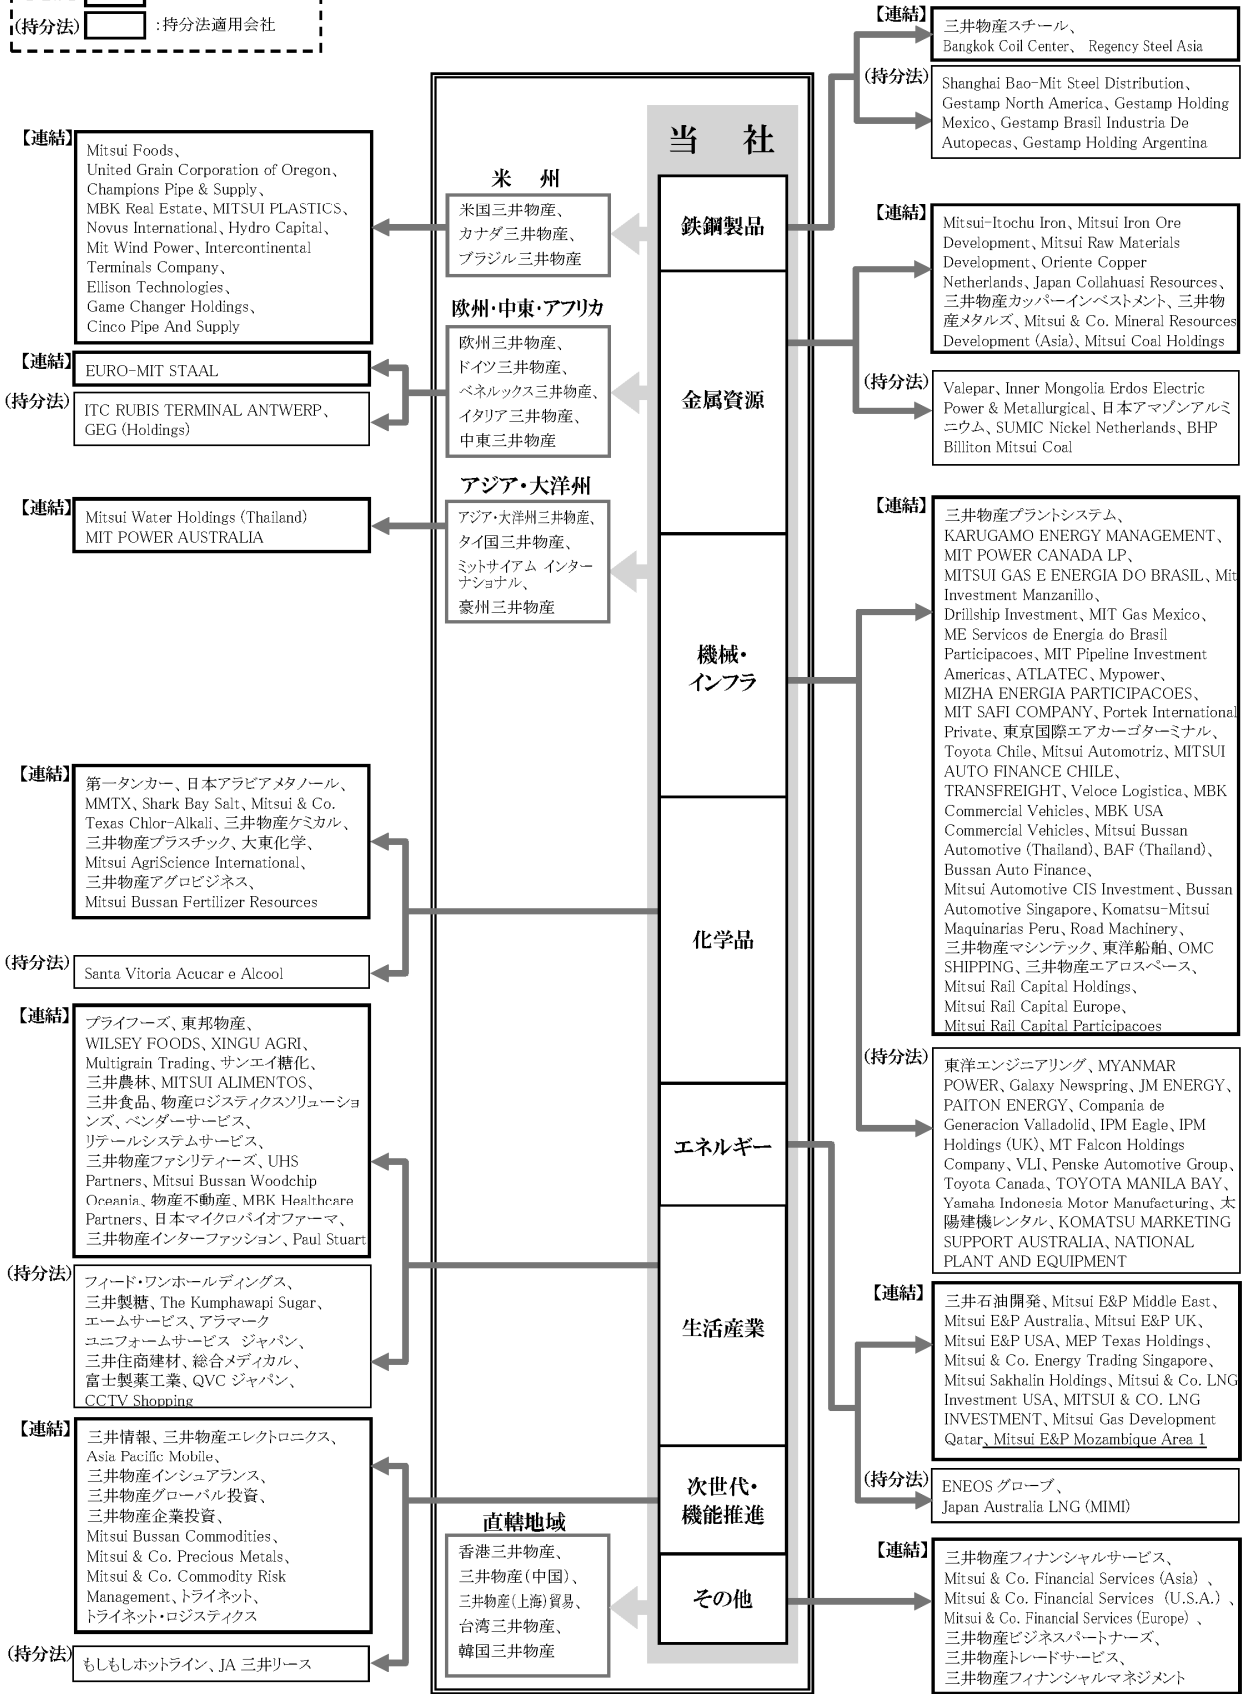 (持分法)
:持分法適用会社
【連結】
Mitsui Foods、
United Grain Corporation of Oregon、
Champions Pipe & Supply、
MBK Real Estate、MITSUI PLASTICS、
Novus International、Hydro Capital、
Mit Wind Power、Intercontinental
Terminals Company、
Ellison Technologies、
Game Changer Holdings、
Cinco Pipe And Supply
【連結】
EURO-MIT STAAL
(持分法)
ITC RUBIS TERMINAL ANTWERP、
GEG (Holdings)
【連結】
Mitsui Water Holdings (Thailand)
MIT POWER AUSTRALIA
【連結】
第一タンカー、日本アラビアメタノール、
MMTX、Shark Bay Salt、Mitsui & Co.
Texas Chlor-Alkali、三井物産ケミカル、
三井物産プラスチック、大東化学、
Mitsui AgriScience International、
三井物産アグロビジネス、
Mitsui Bussan Fertilizer Resources
(持分法)
Santa Vitoria Acucar e Alcool
【連結】
プライフーズ、東邦物産、
WILSEY FOODS、XINGU AGRI、
Multigrain Trading、サンエイ糖化、
三井農林、MITSUI ALIMENTOS、
三井食品、物産ロジスティクスソリューショ
ンズ、ベンダーサービス、
リテールシステムサービス、
三井物産ファシリティーズ、UHS
Partners、Mitsui Bussan Woodchip
Oceania、物産不動産、MBK Healthcare
Partners、日本マイクロバイオファーマ、
三井物産インターファッション、Paul Stuart
(持分法)
フィード・ワンホールディングス、
三井製糖、The Kumphawapi Sugar、
エームサービス、アラマーク
ユニフォームサービス ジャパン、
三井住商建材、総合メディカル、
富士製薬工業、QVC ジャパン、
CCTV Shopping
【連結】
三井情報、三井物産エレクトロニクス、
Asia Pacific Mobile、
三井物産インシュアランス、
三井物産グローバル投資、
三井物産企業投資、
Mitsui Bussan Commodities、
Mitsui & Co. Precious Metals、
Mitsui & Co. Commodity Risk
Management、トライネット、
トライネット・ロジスティクス
(持分法)
もしもしホットライン、JA 三井リース
米 州
米国三井物産、
カナダ三井物産、
ブラジル三井物産
欧州・中東・アフリカ
欧州三井物産、
ドイツ三井物産、
ベネルックス三井物産、
イタリア三井物産、
中東三井物産
アジア・大洋州
アジア・大洋州三井物産、
タイ国三井物産、
ミットサイアム インター
ナショナル、
豪州三井物産
直轄地域
香港三井物産、
三井物産(中国)、
三井物産(上海)貿易、
台湾三井物産、
韓国三井物産
当 社
鉄鋼製品
金属資源
機械・
インフラ
化学品
エネルギー
生活産業
次世代・
機能推進
その他
【連結】
三井物産スチール、
Bangkok Coil Center、 Regency Steel Asia
(持分法)
Shanghai Bao-Mit Steel Distribution、
Gestamp North America、Gestamp Holding
Mexico、Gestamp Brasil Industria De
Autopecas、Gestamp Holding Argentina
【連結】
Mitsui-Itochu Iron、Mitsui Iron Ore
Development、Mitsui Raw Materials
Development、Oriente Copper
Netherlands、Japan Collahuasi Resources、
三井物産カッパーインベストメント、三井物
産メタルズ、Mitsui & Co. Mineral Resources
Development (Asia)、Mitsui Coal Holdings
(持分法)
Valepar、Inner Mongolia Erdos Electric
Power & Metallurgical、日本アマゾンアルミ
ニウム、SUMIC Nickel Netherlands、BHP
Billiton Mitsui Coal
【連結】
三井物産プラントシステム、
KARUGAMO ENERGY MANAGEMENT、
MIT POWER CANADA LP、
MITSUI GAS E ENERGIA DO BRASIL、Mit
Investment Manzanillo、
Drillship Investment、MIT Gas Mexico、
ME Servicos de Energia do Brasil
Participacoes、MIT Pipeline Investment
Americas、ATLATEC、Mypower、
MIZHA ENERGIA PARTICIPACOES、
MIT SAFI COMPANY、Portek International
Private、東京国際エアカーゴターミナル、
Toyota Chile、Mitsui Automotriz、MITSUI
AUTO FINANCE CHILE、
TRANSFREIGHT、Veloce Logistica、MBK
Commercial Vehicles、MBK USA
Commercial Vehicles、Mitsui Bussan
Automotive (Thailand)、BAF (Thailand)、
Bussan Auto Finance、
Mitsui Automotive CIS Investment、Bussan
Automotive Singapore、Komatsu-Mitsui
Maquinarias Peru、Road Machinery、
三井物産マシンテック、東洋船舶、OMC
SHIPPING、三井物産エアロスペース、
Mitsui Rail Capital Holdings、
Mitsui Rail Capital Europe、
Mitsui Rail Capital Participacoes
(持分法)
東洋エンジニアリング、MYANMAR
POWER、Galaxy Newspring、JM ENERGY、
PAITON ENERGY、Compania de
Generacion Valladolid、IPM Eagle、IPM
Holdings (UK)、MT Falcon Holdings
Company、VLI、Penske Automotive Group、
Toyota Canada、TOYOTA MANILA BAY、
Yamaha Indonesia Motor Manufacturing、太
陽建機レンタル、KOMATSU MARKETING
SUPPORT AUSTRALIA、NATIONAL
PLANT AND EQUIPMENT
【連結】
三井石油開発、Mitsui E&P Middle East、
Mitsui E&P Australia、Mitsui E&P UK、
Mitsui E&P USA、MEP Texas Holdings、
Mitsui & Co. Energy Trading Singapore、
Mitsui Sakhalin Holdings、Mitsui & Co. LNG
Investment USA、MITSUI & CO. LNG
INVESTMENT、Mitsui Gas Development
Qatar、Mitsui E&P Mozambique Area 1
(持分法)
ENEOS グローブ、
Japan Australia LNG (MIMI)
【連結】
三井物産フィナンシャルサービス、
Mitsui & Co. Financial Services (Asia) 、
Mitsui & Co. Financial Services (U.S.A.) 、
Mitsui & Co. Financial Services (Europe) 、
三井物産ビジネスパートナーズ、
三井物産トレードサービス、
三井物産フィナンシャルマネジメント